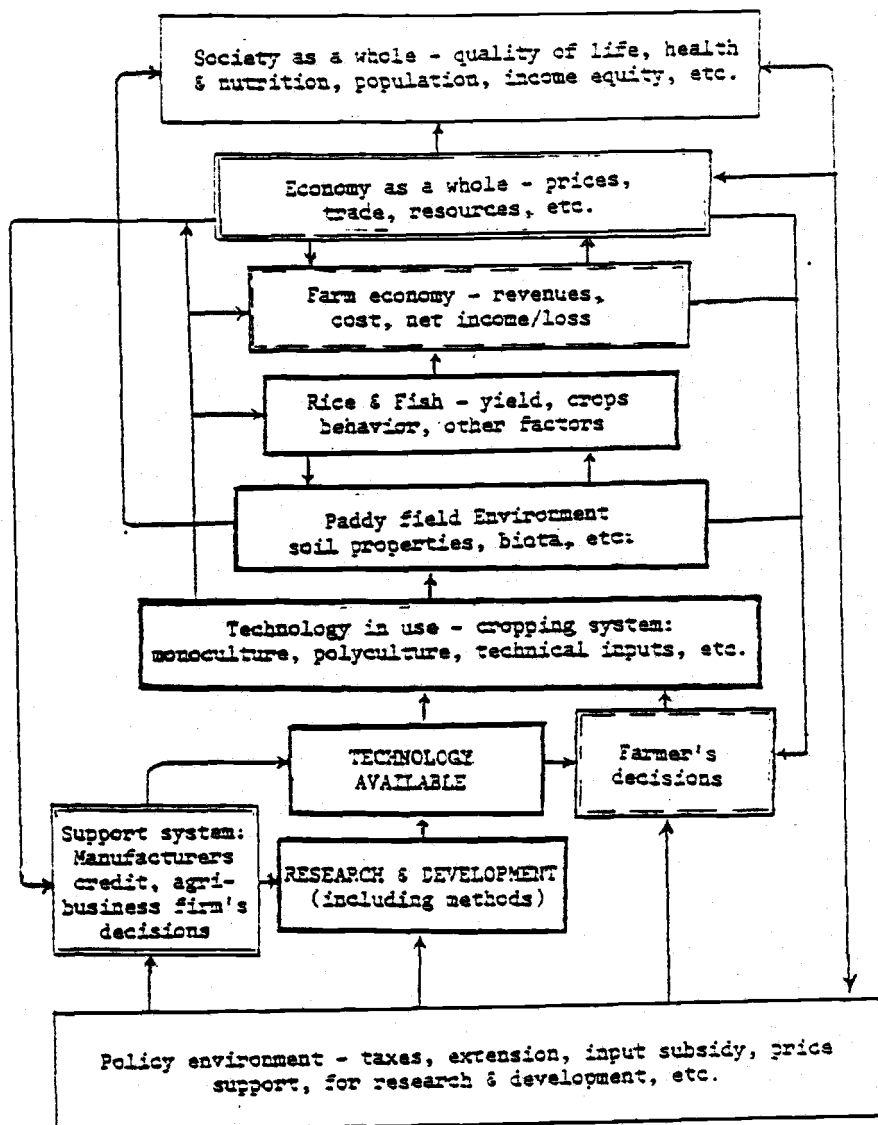 Society as a whole - quality of life, health
& nutrition, population, income equity, etc.
Economy as a whole - prices,
trade, resources, etc.
Farm economy - revenues,
cost, net income/loss
Rice & Fish - yield, crops
behavior, other factors
Paddy field Environment
soil properties, biota, etc.
Technology in use - cropping system:
monoculture, polyculture, technical inputs, etc.
TECHNOLOGY
AVAILABLE
Farmer's
decisions
Support system:
Manufacturers
credit, agri-
business firm's
decisions
RESEARCH & DEVELOPMENT
(including methods)
Policy environment - taxes, extension, input subsidy, price
support, for research & development, etc.